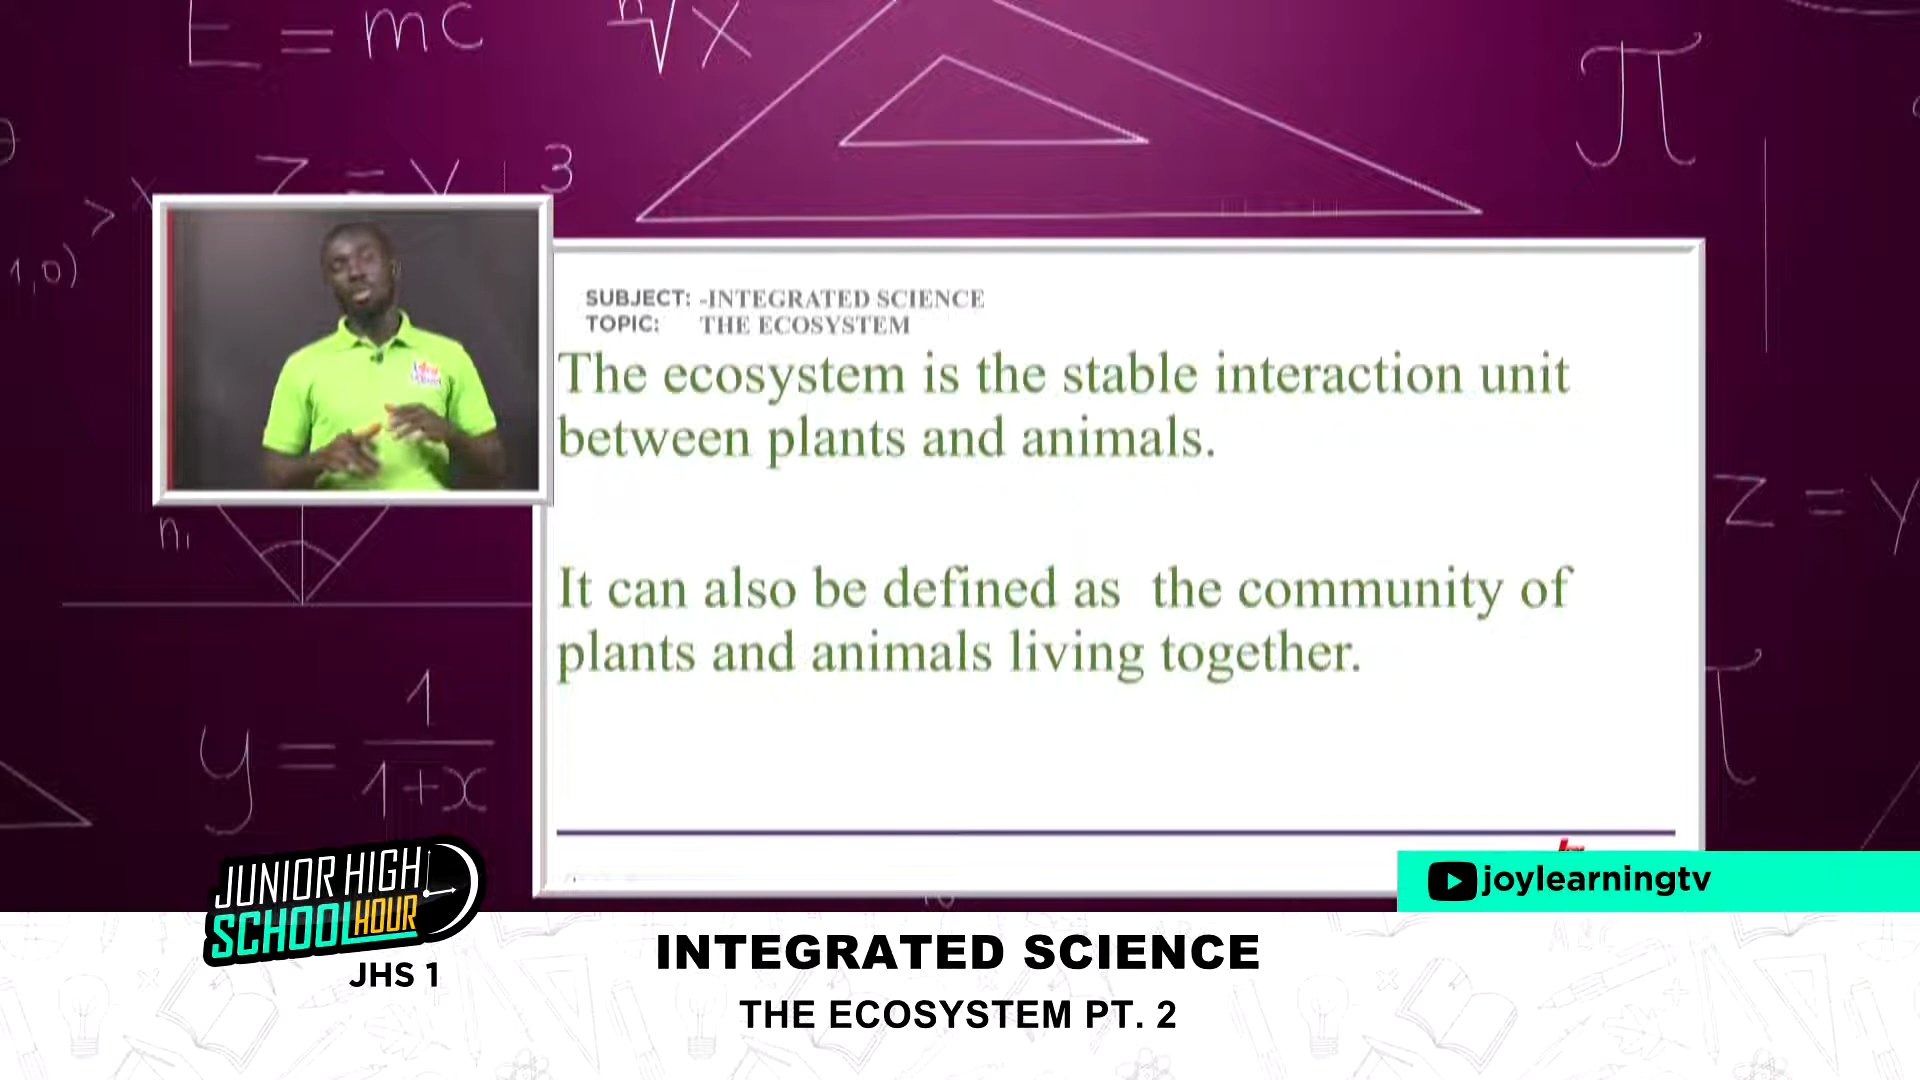 E = mc
n√x
π
z = y + 3
> x
1,0)
SUBJECT: -INTEGRATED SCIENCE
TOPIC: THE ECOSYSTEM
The ecosystem is the stable interaction unit
between plants and animals.
It can also be defined as the community of
plants and animals living together.
n₁
z = y
y = 1/1+x
JUNIOR HIGH
SCHOOL HOUR
JHS 1
joylearningtv
INTEGRATED SCIENCE
THE ECOSYSTEM PT. 2